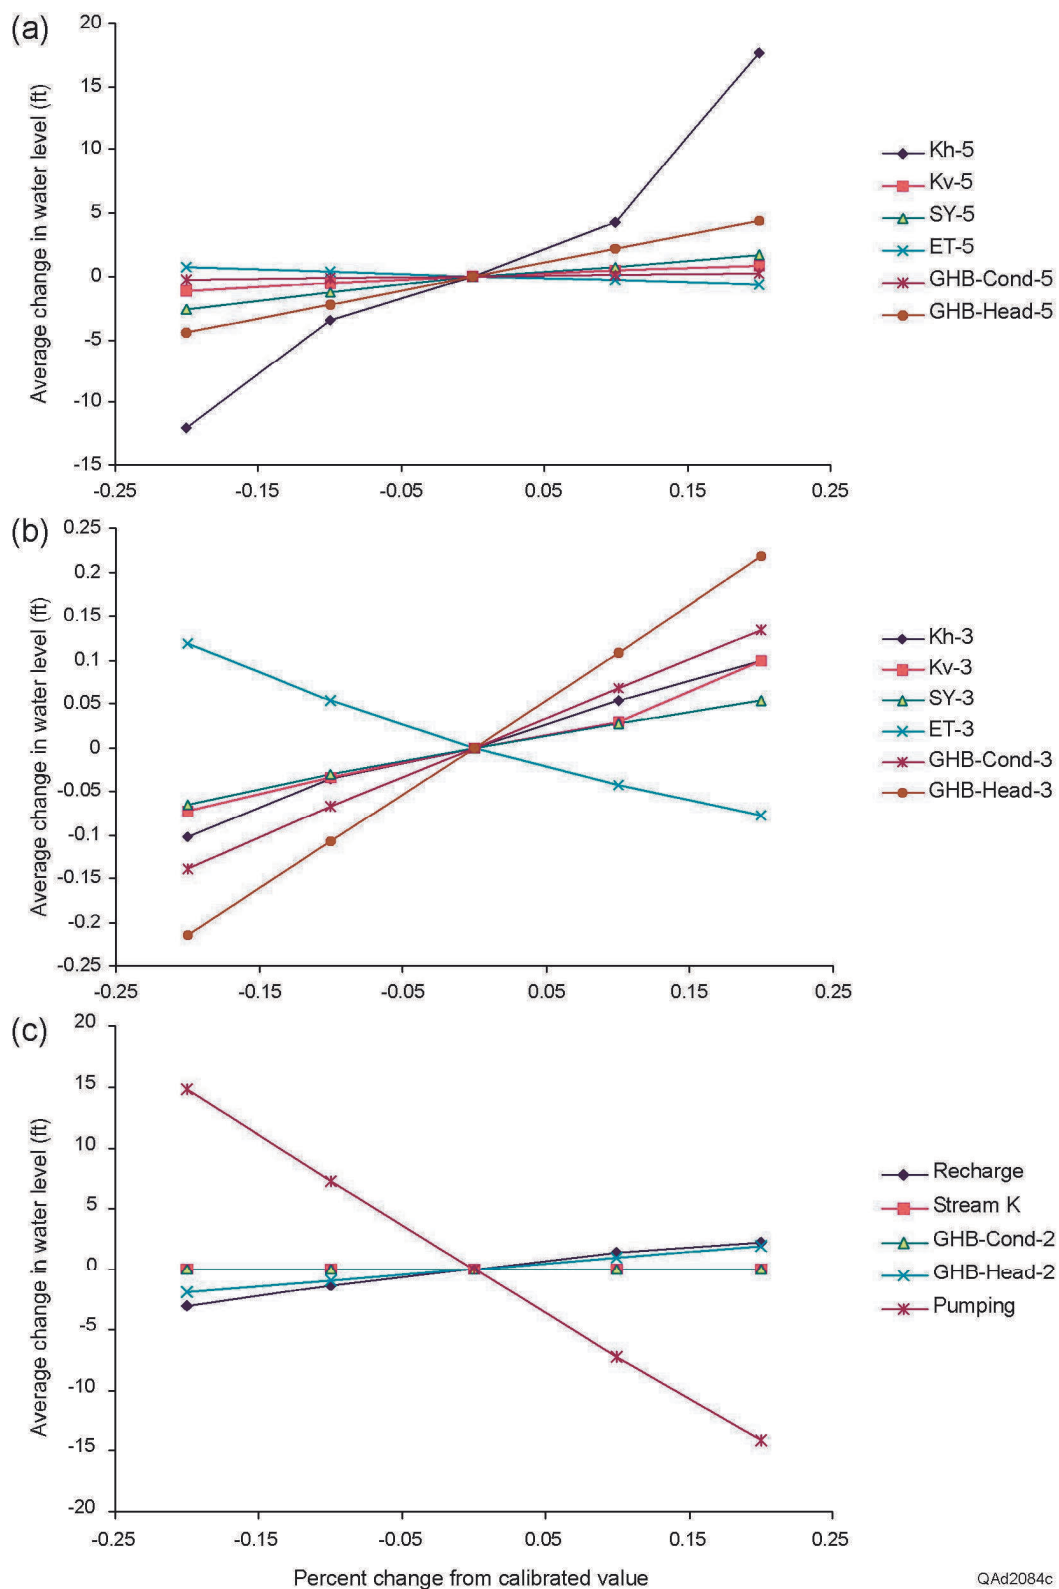 (a)
Average change in water level (ft)
20
15
10
5
0
-5
-10
-15
-0.25 -0.15 -0.05 0.05 0.15 0.25
Kh-5
Kv-5
SY-5
ET-5
GHB-Cond-5
GHB-Head-5
(b)
Average change in water level (ft)
0.25
0.2
0.15
0.1
0.05
0
-0.05
-0.1
-0.15
-0.2
-0.25
-0.25 -0.15 -0.05 0.05 0.15 0.25
Kh-3
Kv-3
SY-3
ET-3
GHB-Cond-3
GHB-Head-3
(c)
Average change in water level (ft)
20
15
10
5
0
-5
-10
-15
-20
-0.25 -0.15 -0.05 0.05 0.15 0.25
Recharge
Stream K
GHB-Cond-2
GHB-Head-2
Pumping
Percent change from calibrated value
QAd2084c